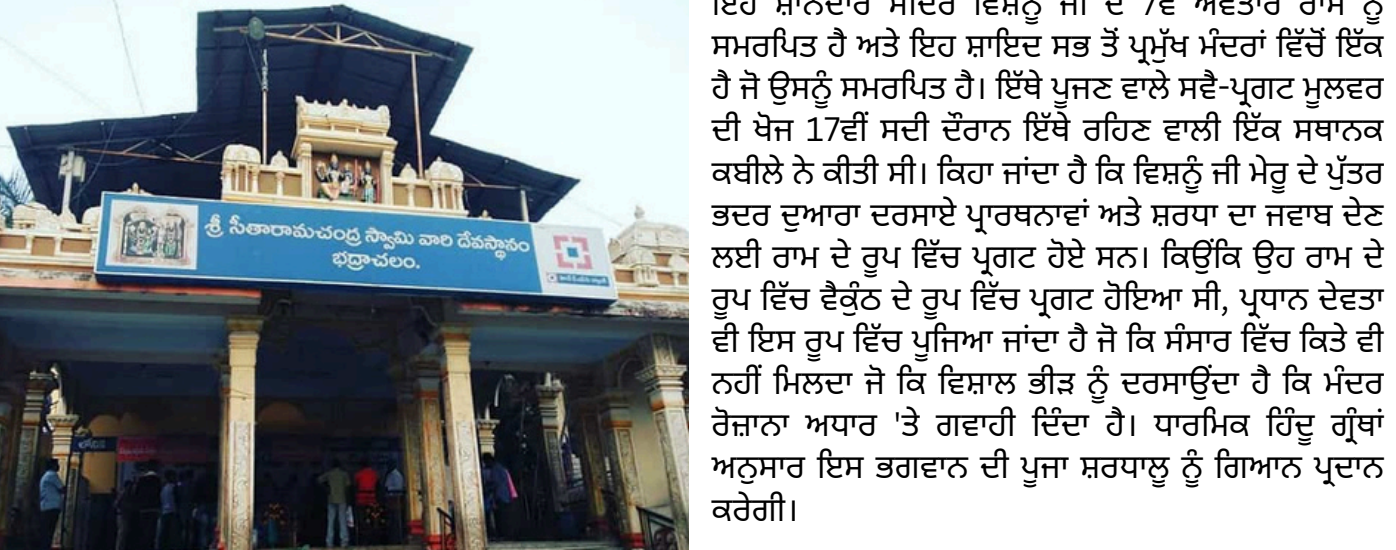 శ్రీ సీతారామచంద్ర స్వామి వారి దేవస్థానం
భద్రాచలం.
ਇਹ ਸ਼ਾਨਦਾਰ ਮੰਦਿਰ ਵਿਸ਼ਨੂੰ ਜੀ ਦੇ 7ਵੇਂ ਅਵਤਾਰ ਰਾਮ ਨੂੰ
ਸਮਰਪਿਤ ਹੈ ਅਤੇ ਇਹ ਸ਼ਾਇਦ ਸਭ ਤੋਂ ਪ੍ਰਮੁੱਖ ਮੰਦਰਾਂ ਵਿੱਚੋਂ ਇੱਕ
ਹੈ ਜੋ ਉਸਨੂੰ ਸਮਰਪਿਤ ਹੈ। ਇੱਥੇ ਪੂਜਣ ਵਾਲੇ ਸਵੈ-ਪ੍ਰਗਟ ਮੂਲਵਰ
ਦੀ ਖੋਜ 17ਵੀਂ ਸਦੀ ਦੌਰਾਨ ਇੱਥੇ ਰਹਿਣ ਵਾਲੀ ਇੱਕ ਸਥਾਨਕ
ਕਬੀਲੇ ਨੇ ਕੀਤੀ ਸੀ। ਕਿਹਾ ਜਾਂਦਾ ਹੈ ਕਿ ਵਿਸ਼ਨੂੰ ਜੀ ਮੇਰੂ ਦੇ ਪੁੱਤਰ
ਭਦਰ ਦੁਆਰਾ ਦਰਸਾਏ ਪ੍ਰਾਰਥਨਾਵਾਂ ਅਤੇ ਸ਼ਰਧਾ ਦਾ ਜਵਾਬ ਦੇਣ
ਲਈ ਰਾਮ ਦੇ ਰੂਪ ਵਿੱਚ ਪ੍ਰਗਟ ਹੋਏ ਸਨ। ਕਿਉਂਕਿ ਉਹ ਰਾਮ ਦੇ
ਰੂਪ ਵਿੱਚ ਵੈਕੁੰਠ ਦੇ ਰੂਪ ਵਿੱਚ ਪ੍ਰਗਟ ਹੋਇਆ ਸੀ, ਪ੍ਰਧਾਨ ਦੇਵਤਾ
ਵੀ ਇਸ ਰੂਪ ਵਿੱਚ ਪੂਜਿਆ ਜਾਂਦਾ ਹੈ ਜੋ ਕਿ ਸੰਸਾਰ ਵਿੱਚ ਕਿਤੇ ਵੀ
ਨਹੀਂ ਮਿਲਦਾ ਜੋ ਕਿ ਵਿਸ਼ਾਲ ਭੀੜ ਨੂੰ ਦਰਸਾਉਂਦਾ ਹੈ ਕਿ ਮੰਦਰ
ਰੋਜ਼ਾਨਾ ਅਧਾਰ 'ਤੇ ਗਵਾਹੀ ਦਿੰਦਾ ਹੈ। ਧਾਰਮਿਕ ਹਿੰਦੂ ਗ੍ਰੰਥਾਂ
ਅਨੁਸਾਰ ਇਸ ਭਗਵਾਨ ਦੀ ਪੂਜਾ ਸ਼ਰਧਾਲੂ ਨੂੰ ਗਿਆਨ ਪ੍ਰਦਾਨ
ਕਰੇਗੀ।